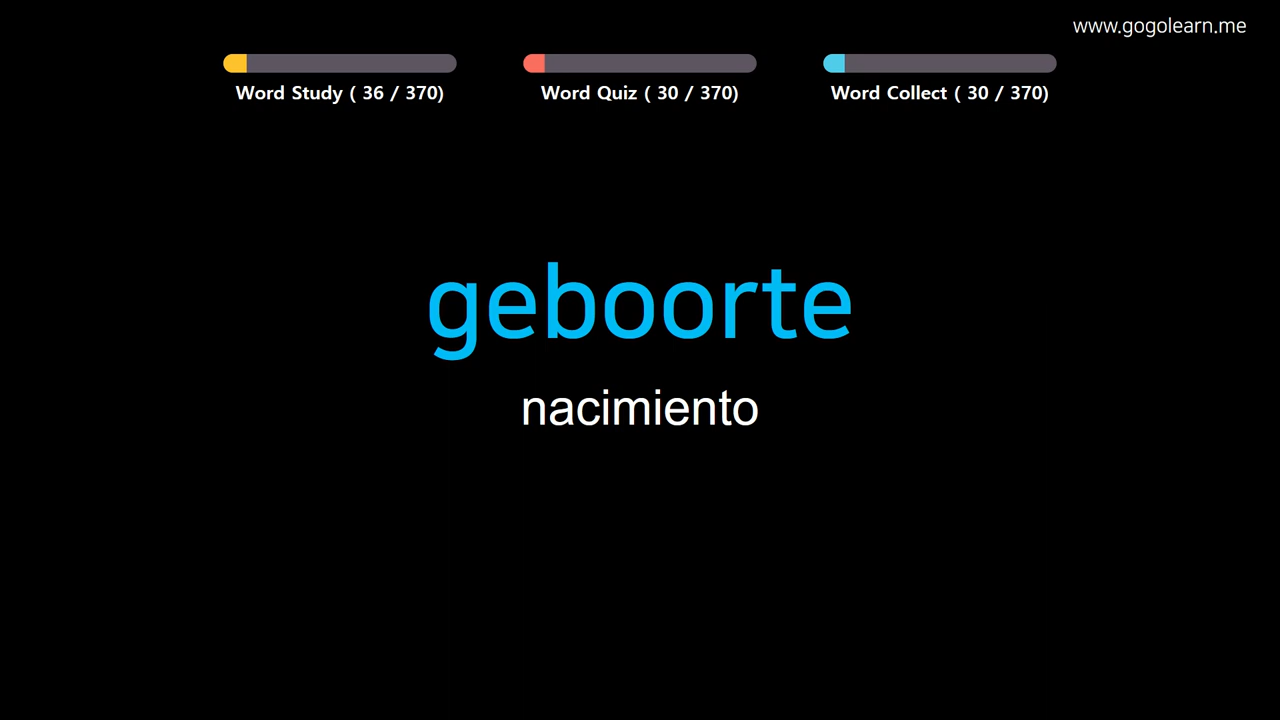 www.gogolearn.me
Word Study ( 36 / 370)
Word Quiz ( 30 / 370)
Word Collect ( 30 / 370)
geboorte
nacimiento